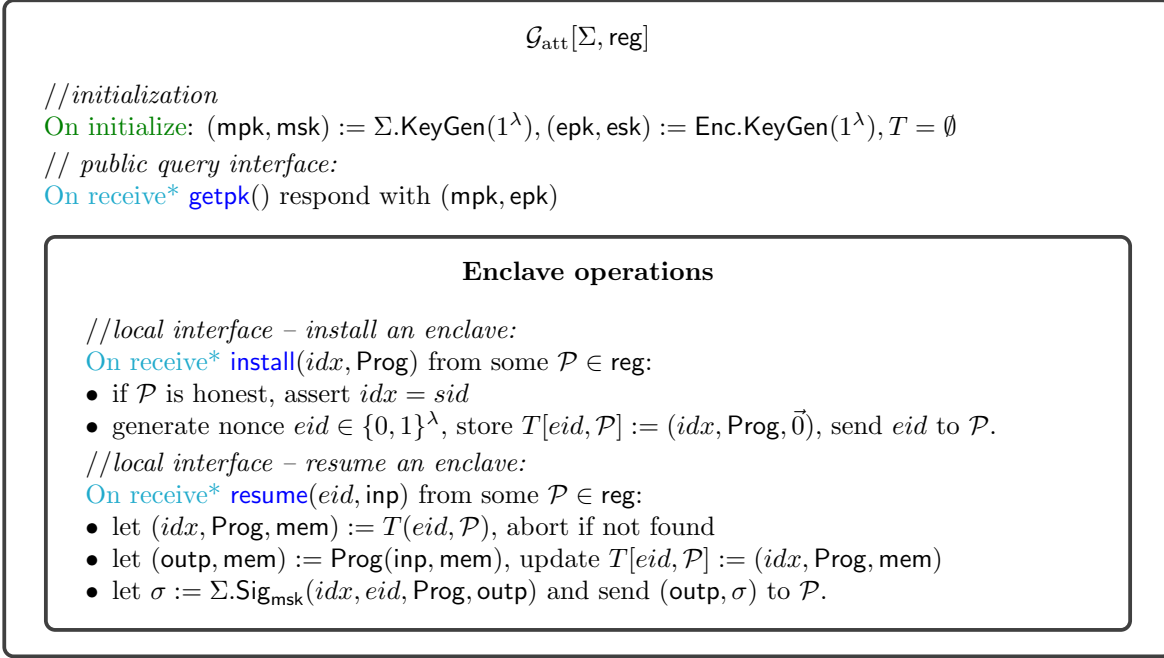 𝒢att[Σ, reg]
//initialization
On initialize: (mpk, msk) := Σ.KeyGen(1^λ), (epk, esk) := Enc.KeyGen(1^λ), T = ∅
// public query interface:
On receive* getpk() respond with (mpk, epk)
Enclave operations
//local interface – install an enclave:
On receive* install(idx, Prog) from some 𝒫 ∈ reg:
• if 𝒫 is honest, assert idx = sid
• generate nonce eid ∈ {0, 1}^λ, store T[eid, 𝒫] := (idx, Prog, 0⃗), send eid to 𝒫.
//local interface – resume an enclave:
On receive* resume(eid, inp) from some 𝒫 ∈ reg:
• let (idx, Prog, mem) := T(eid, 𝒫), abort if not found
• let (outp, mem) := Prog(inp, mem), update T[eid, 𝒫] := (idx, Prog, mem)
• let σ := Σ.Sig_msk(idx, eid, Prog, outp) and send (outp, σ) to 𝒫.